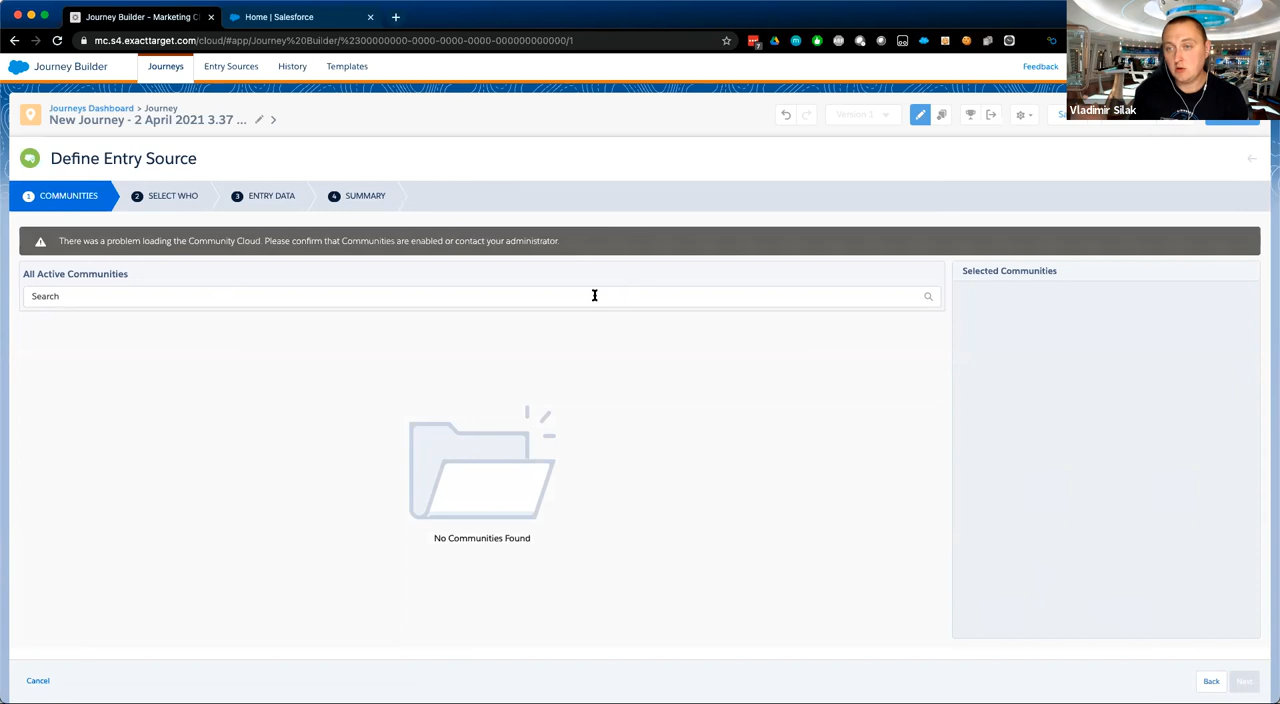 Journey Builder - Marketing Cl
Home | Salesforce
mc.s4.exacttarget.com/cloud/#app/Journey%20Builder/%2300000000-0000-0000-0000-000000000000/1
Journey Builder
Journeys
Entry Sources
History
Templates
Feedback
Vladimir Silak
Journeys Dashboard > Journey
New Journey - 2 April 2021 3.37 ...
Version 1
Define Entry Source
1 COMMUNITIES
2 SELECT WHO
3 ENTRY DATA
4 SUMMARY
There was a problem loading the Community Cloud. Please confirm that Communities are enabled or contact your administrator.
All Active Communities
Selected Communities
Search
No Communities Found
Cancel
Back
Next